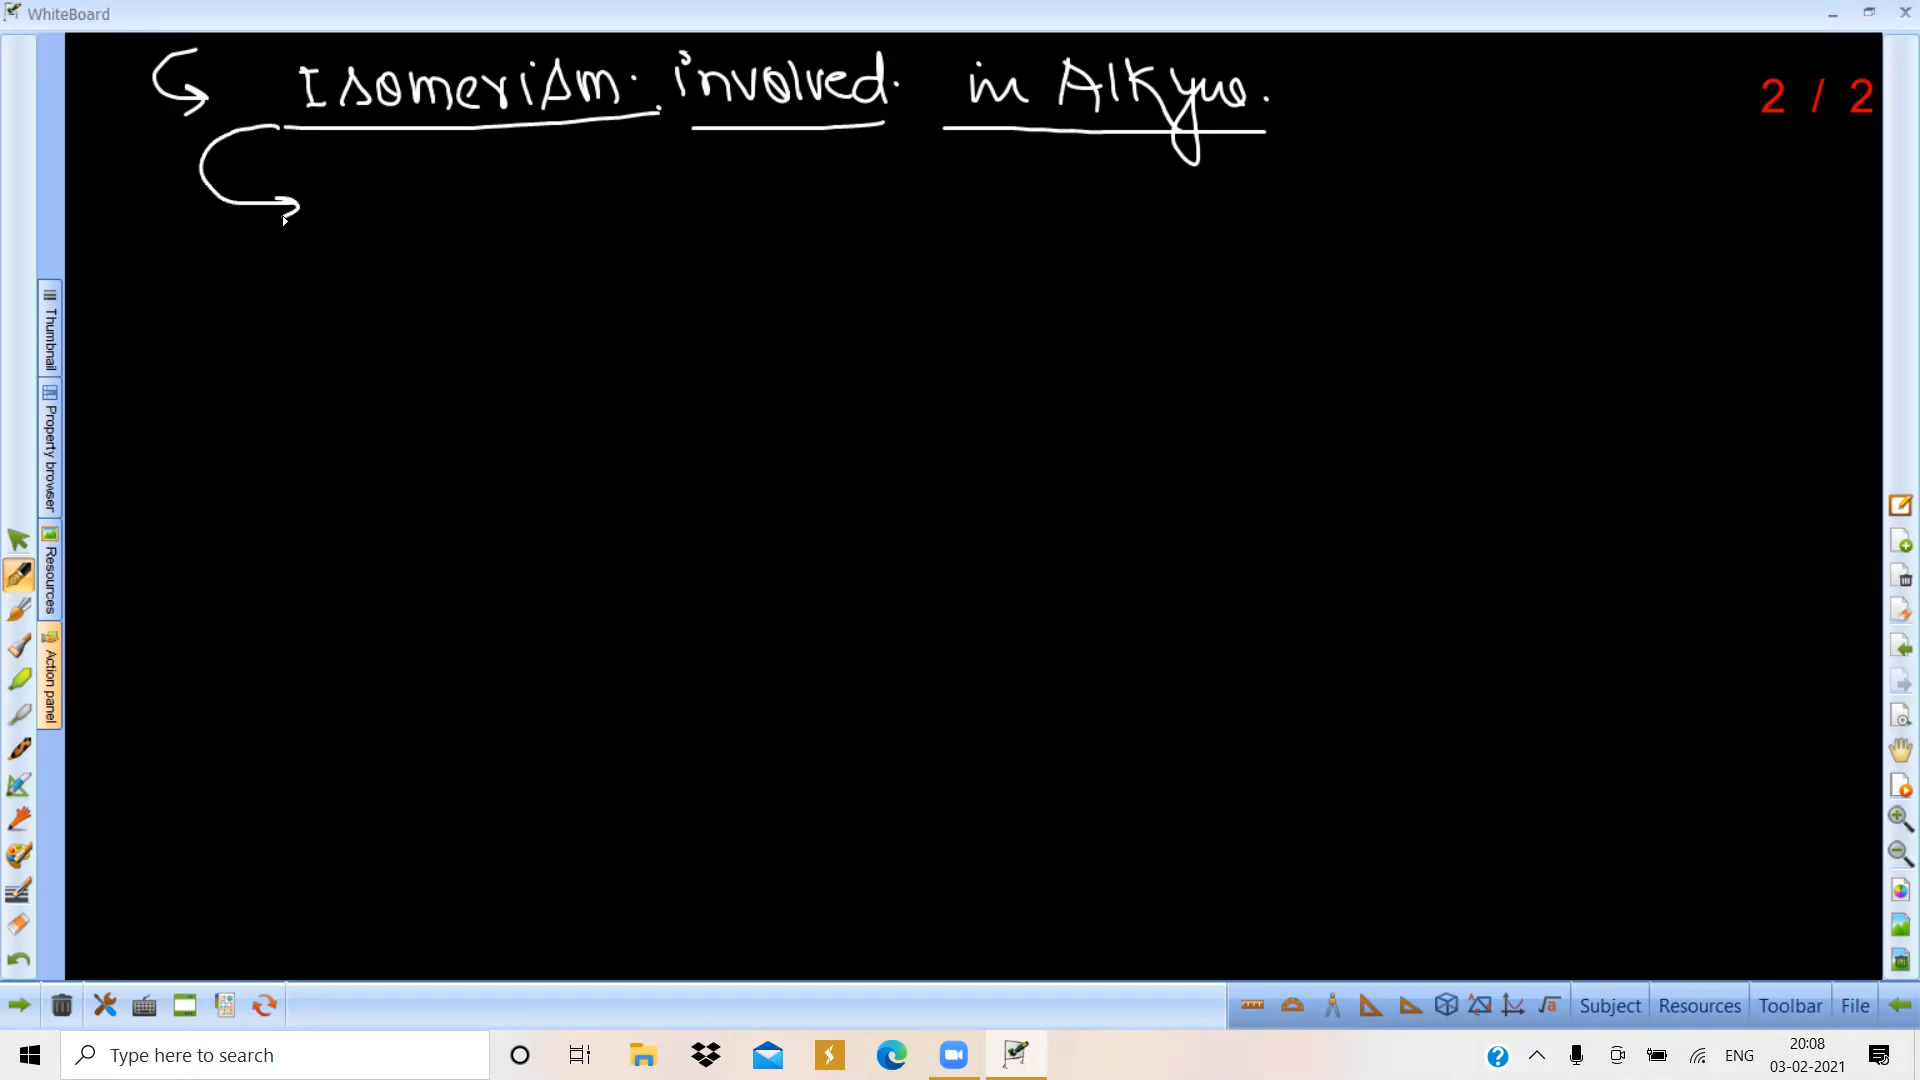 WhiteBoard
Isomerism. involved. in Alkyne.
2 / 2
Thumbnail
Property browser
Resources
Action panel
Subject Resources Toolbar File
Type here to search
ENG
20:08
03-02-2021